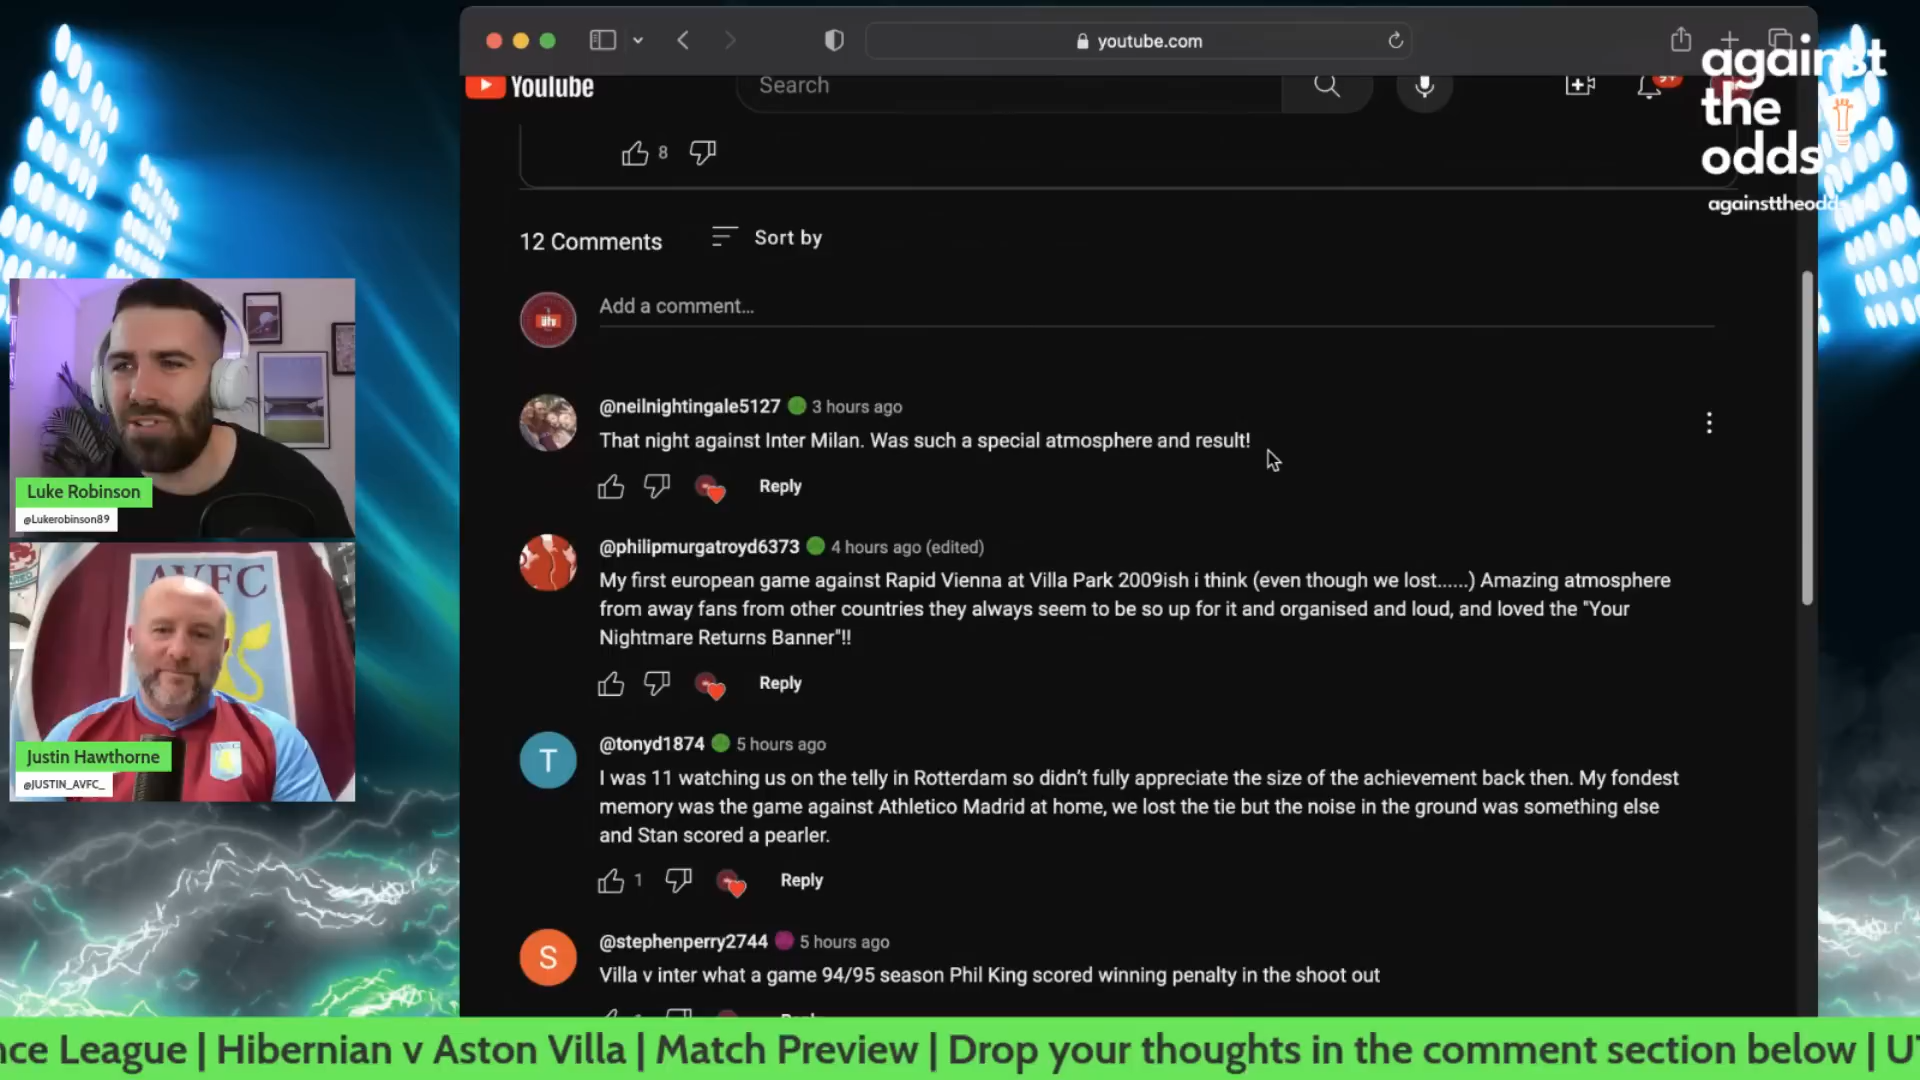 youtube.com
YouTube
Search
9+
against
the
odds
againsttheodds
8
12 Comments
Sort by
Add a comment...
utv
@neilnightingale5127 3 hours ago
That night against Inter Milan. Was such a special atmosphere and result!
Reply
@philipmurgatroyd6373 4 hours ago (edited)
My first european game against Rapid Vienna at Villa Park 2009ish i think (even though we lost......) Amazing atmosphere
from away fans from other countries they always seem to be so up for it and organised and loud, and loved the "Your
Nightmare Returns Banner"!!
Reply
T
@tonyd1874 5 hours ago
I was 11 watching us on the telly in Rotterdam so didn't fully appreciate the size of the achievement back then. My fondest
memory was the game against Athletico Madrid at home, we lost the tie but the noise in the ground was something else
and Stan scored a pearler.
1
Reply
S
@stephenperry2744 5 hours ago
Villa v inter what a game 94/95 season Phil King scored winning penalty in the shoot out
Reply
Luke Robinson
@Lukerobinson89
AVFC
Justin Hawthorne
@JUSTIN_AVFC_
nce League | Hibernian v Aston Villa | Match Preview | Drop your thoughts in the comment section below | UT